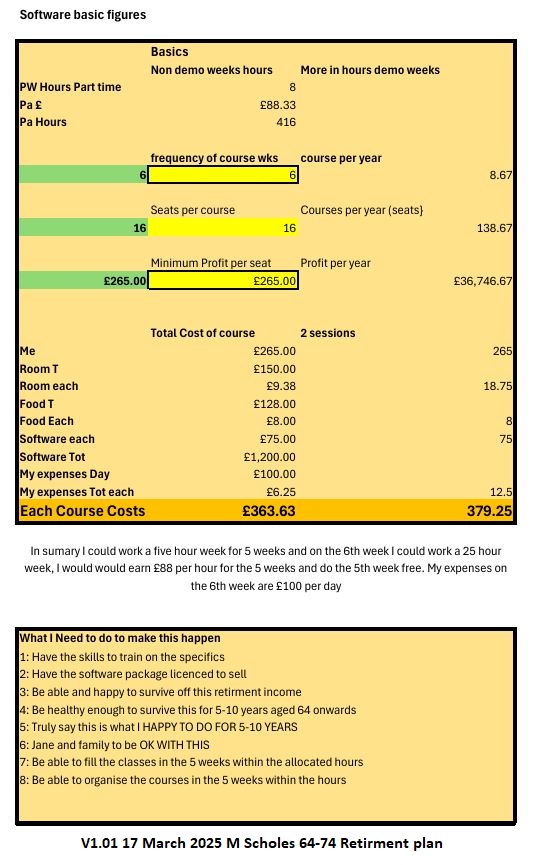 Software basic figures
Basics
Non demo weeks hours More in hours demo weeks
PW Hours Part time 8
Pa £ £88.33
Pa Hours 416
frequency of course wks course per year
6 6 8.67
Seats per course Courses per year (seats}
16 16 138.67
Minimum Profit per seat Profit per year
£265.00 £265.00 £36,746.67
Total Cost of course 2 sessions
Me £265.00 265
Room T £150.00
Room each £9.38 18.75
Food T £128.00
Food Each £8.00 8
Software each £75.00 75
Software Tot £1,200.00
My expenses Day £100.00
My expenses Tot each £6.25 12.5
Each Course Costs £363.63 379.25
In sumary I could work a five hour week for 5 weeks and on the 6th week I could work a 25 hour
week, I would would earn £88 per hour for the 5 weeks and do the 5th week free. My expenses on
the 6th week are £100 per day
What I Need to do to make this happen
1: Have the skills to train on the specifics
2: Have the software package licenced to sell
3: Be able and happy to survive off this retirment income
4: Be healthy enough to survive this for 5-10 years aged 64 onwards
5: Truly say this is what I HAPPY TO DO FOR 5-10 YEARS
6: Jane and family to be OK WITH THIS
7: Be able to fill the classes in the 5 weeks within the allocated hours
8: Be able to organise the courses in the 5 weeks within the hours
V1.01 17 March 2025 M Scholes 64-74 Retirment plan